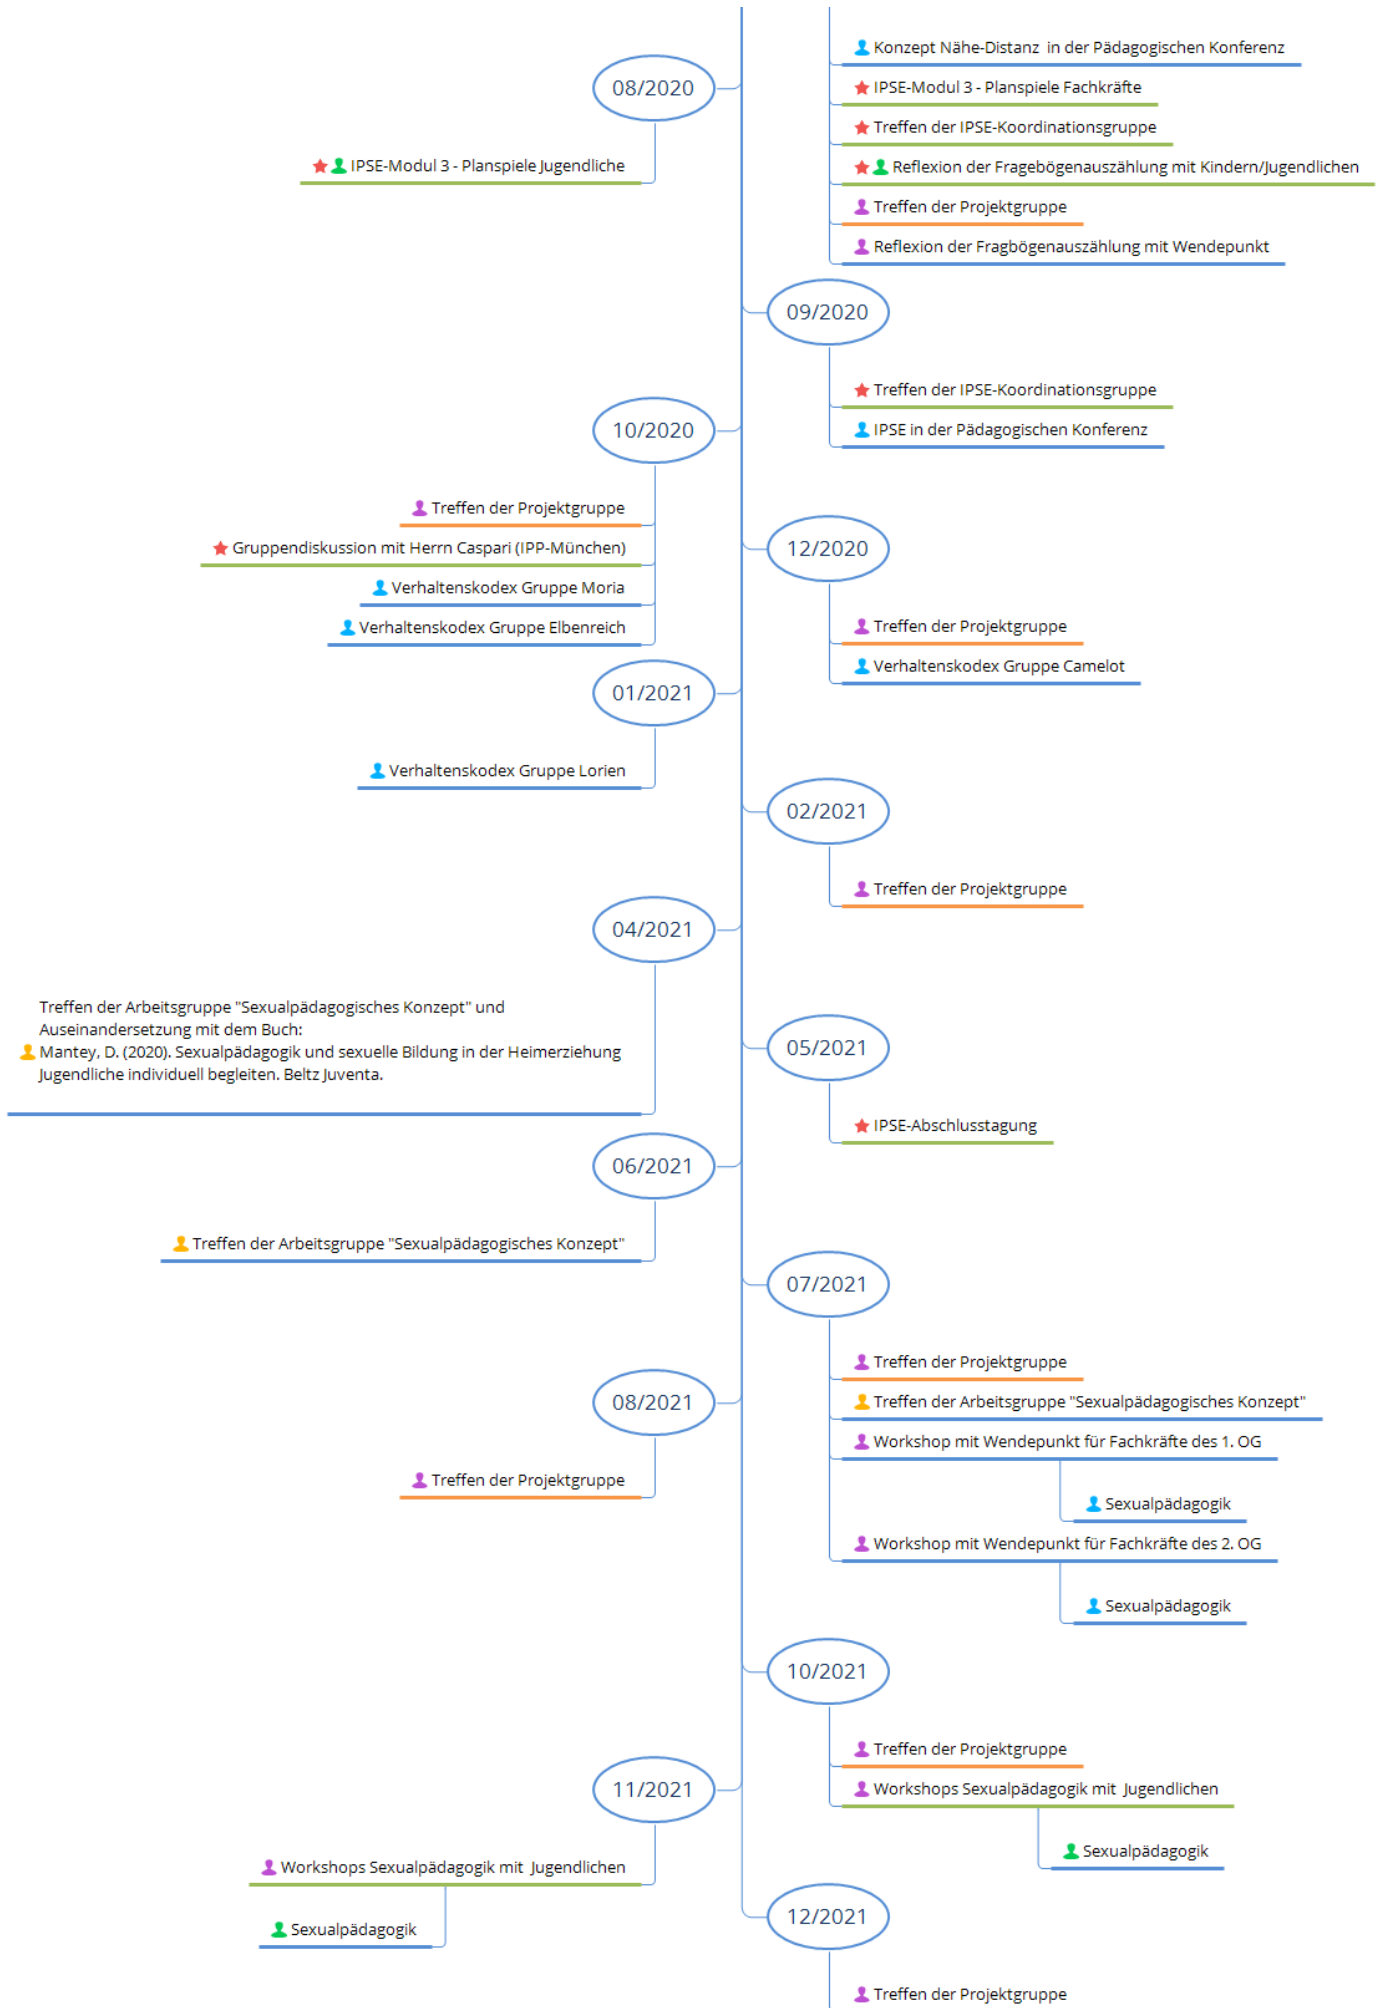 Konzept Nähe-Distanz  in der Pädagogischen Konferenz
08/2020
IPSE-Modul 3 - Planspiele Fachkräfte
Treffen der IPSE-Koordinationsgruppe
IPSE-Modul 3 - Planspiele Jugendliche
Reflexion der Fragebögenauszählung mit Kindern/Jugendlichen
Treffen der Projektgruppe
Reflexion der Fragbögenauszählung mit Wendepunkt
09/2020
Treffen der IPSE-Koordinationsgruppe
IPSE in der Pädagogischen Konferenz
10/2020
Treffen der Projektgruppe
Gruppendiskussion mit Herrn Caspari (IPP-München)
Verhaltenskodex Gruppe Moria
Verhaltenskodex Gruppe Elbenreich
12/2020
Treffen der Projektgruppe
Verhaltenskodex Gruppe Camelot
01/2021
Verhaltenskodex Gruppe Lorien
02/2021
Treffen der Projektgruppe
04/2021
Treffen der Arbeitsgruppe "Sexualpädagogisches Konzept" und
Auseinandersetzung mit dem Buch:
Mantey, D. (2020). Sexualpädagogik und sexuelle Bildung in der Heimerziehung
Jugendliche individuell begleiten. Beltz Juventa.
05/2021
IPSE-Abschlusstagung
06/2021
Treffen der Arbeitsgruppe "Sexualpädagogisches Konzept"
07/2021
Treffen der Projektgruppe
Treffen der Arbeitsgruppe "Sexualpädagogisches Konzept"
Workshop mit Wendepunkt für Fachkräfte des 1. OG
Sexualpädagogik
Workshop mit Wendepunkt für Fachkräfte des 2. OG
Sexualpädagogik
08/2021
Treffen der Projektgruppe
10/2021
Treffen der Projektgruppe
Workshops Sexualpädagogik mit  Jugendlichen
Sexualpädagogik
11/2021
Workshops Sexualpädagogik mit  Jugendlichen
Sexualpädagogik
12/2021
Treffen der Projektgruppe